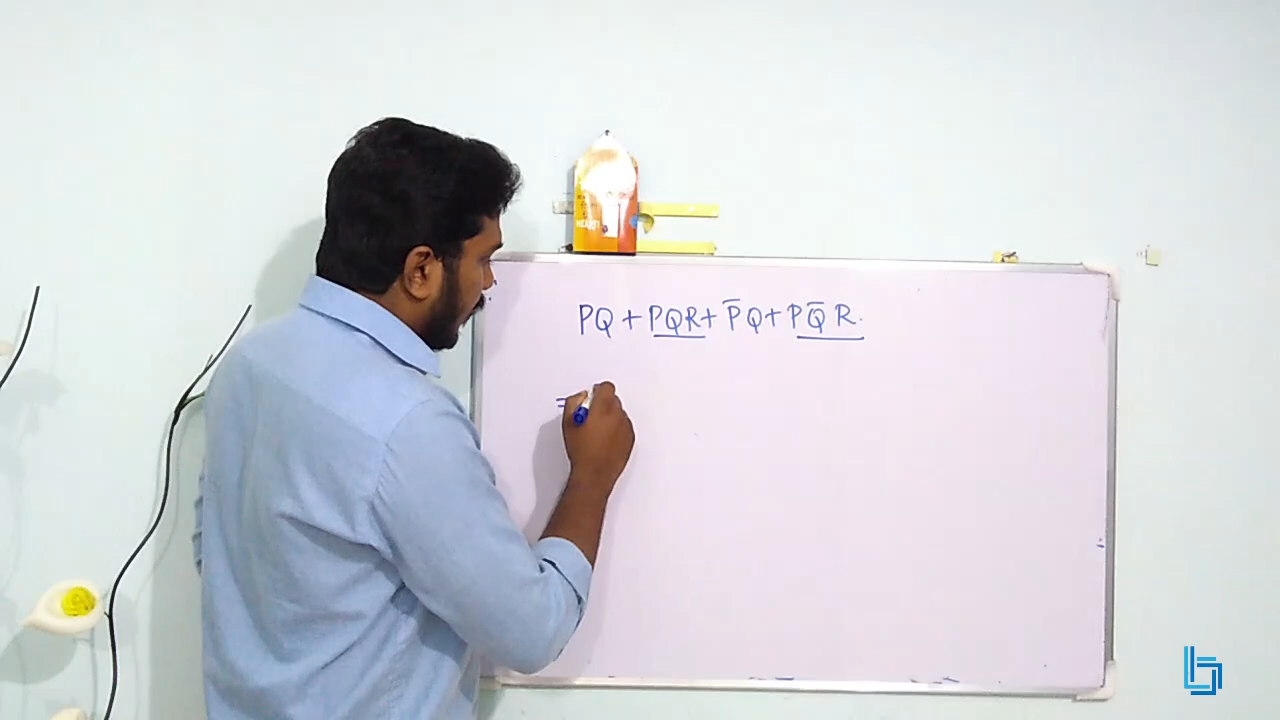 PQ + PQR + P̄Q + PQ̄R.
=